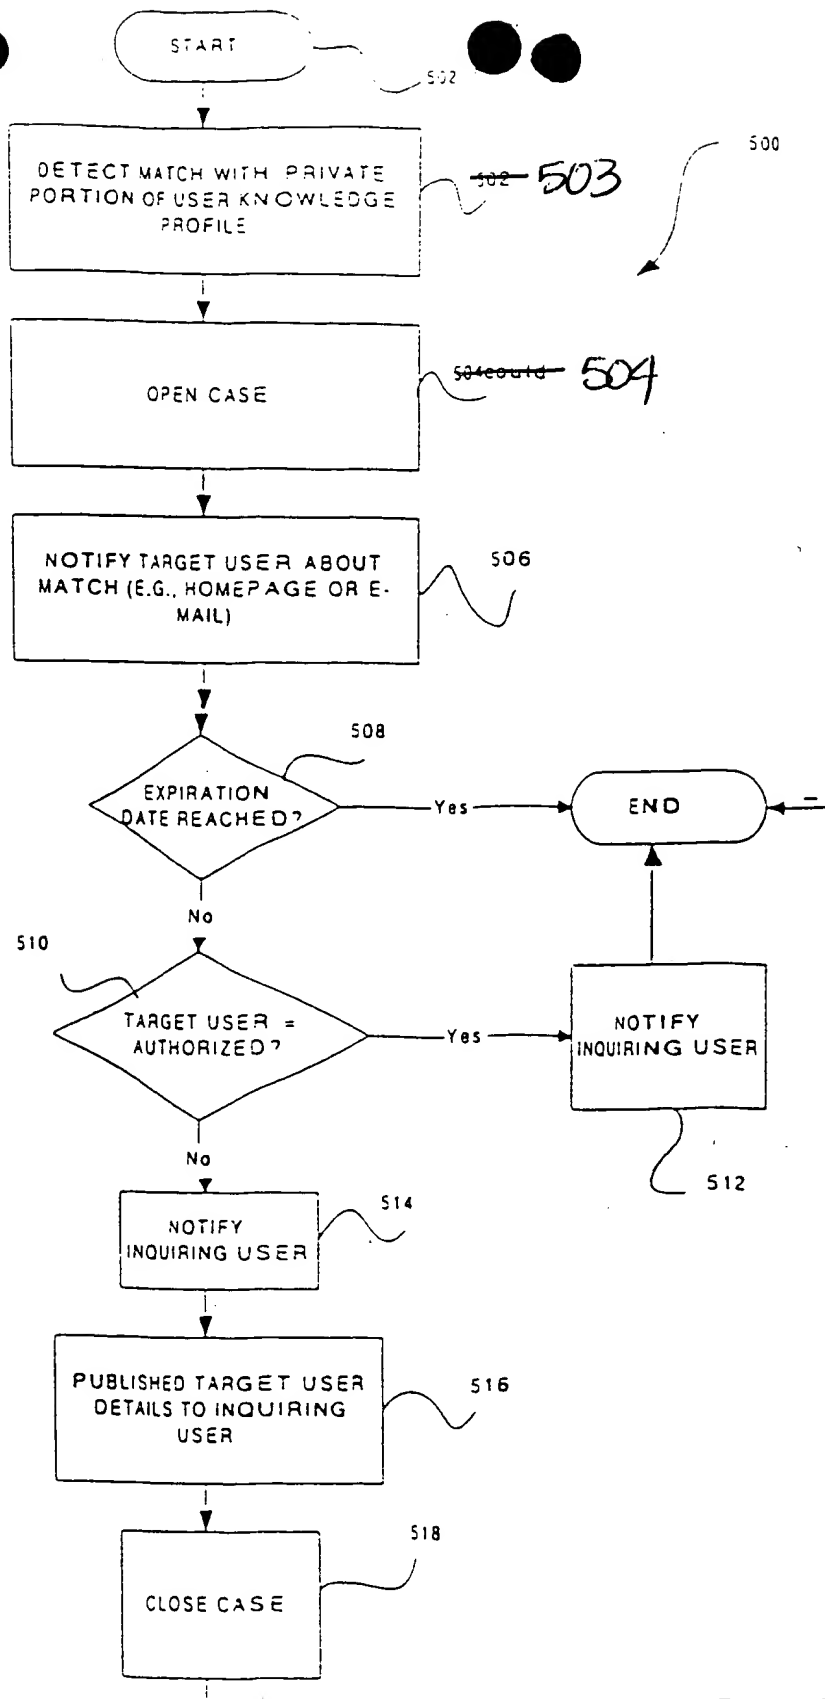 START
502
500
DETECT MATCH WITH PRIVATE
PORTION OF USER KNOWLEDGE
PROFILE
502 503
OPEN CASE
504could 504
NOTIFY TARGET USER ABOUT
MATCH (E.G., HOMEPAGE OR E-
MAIL)
506
508
EXPIRATION
DATE REACHED?
Yes
END
No
510
TARGET USER =
AUTHORIZED?
Yes
NOTIFY
INQUIRING USER
512
No
514
NOTIFY
INQUIRING USER
516
PUBLISHED TARGET USER
DETAILS TO INQUIRING
USER
518
CLOSE CASE